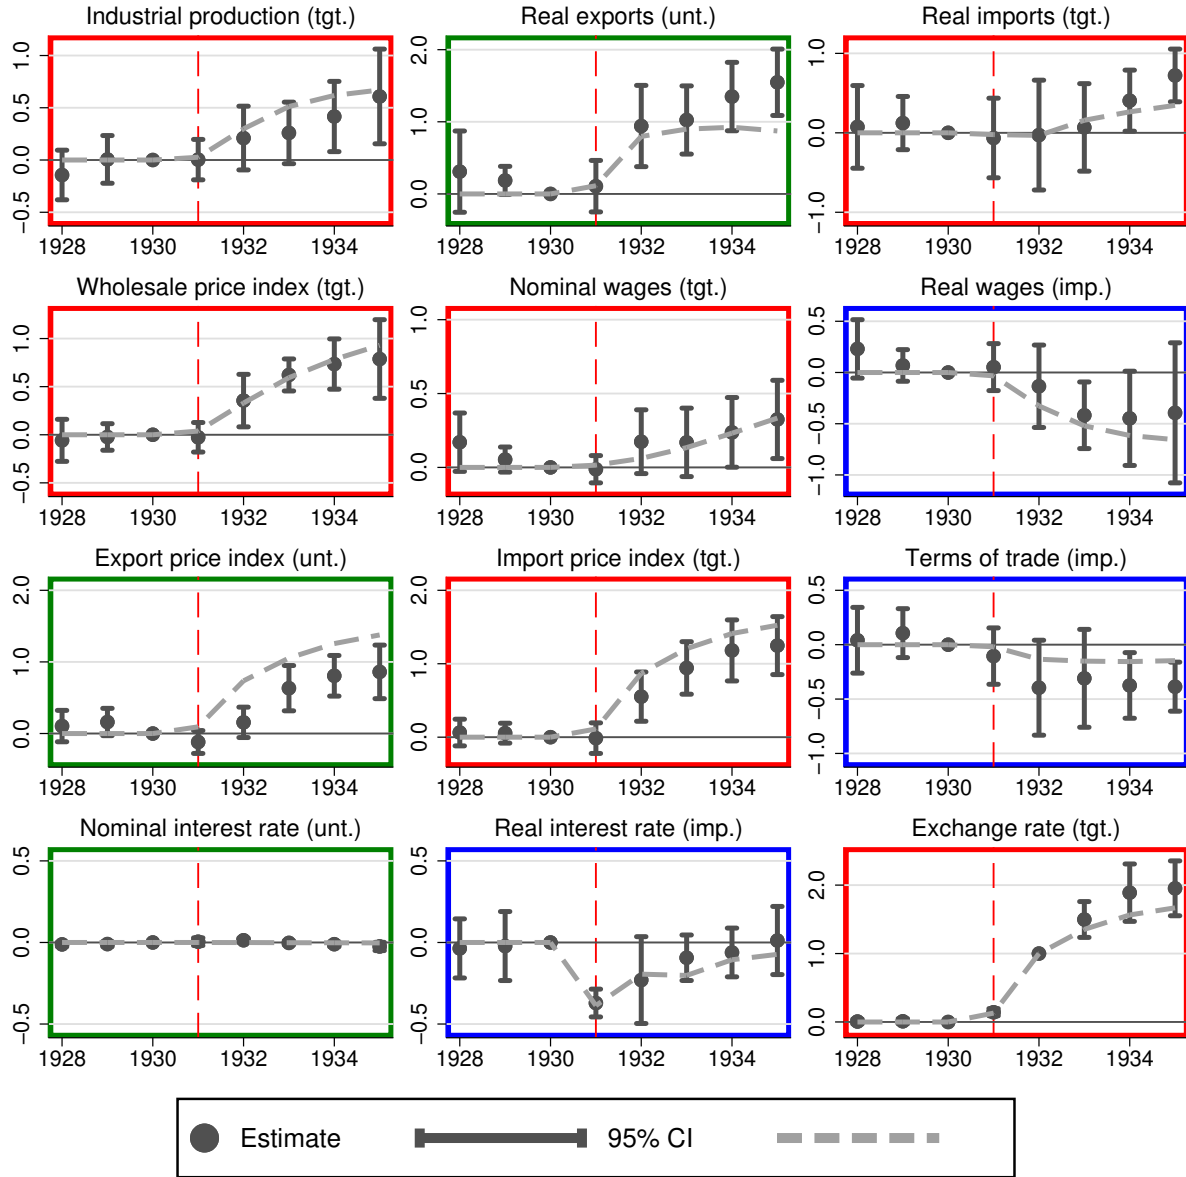 Industrial production (tgt.)
Real exports (unt.)
Real imports (tgt.)
1.0
0.5
0.0
−0.5
1928 1930 1932 1934
2.0
1.0
0.0
1928 1930 1932 1934
1.0
0.0
−1.0
1928 1930 1932 1934
Wholesale price index (tgt.)
Nominal wages (tgt.)
Real wages (imp.)
1.0
0.5
0.0
−0.5
1928 1930 1932 1934
1.0
0.5
0.0
1928 1930 1932 1934
0.5
0.0
−0.5
−1.0
1928 1930 1932 1934
Export price index (unt.)
Import price index (tgt.)
Terms of trade (imp.)
2.0
1.0
0.0
1928 1930 1932 1934
2.0
1.0
0.0
1928 1930 1932 1934
0.5
0.0
−0.5
−1.0
1928 1930 1932 1934
Nominal interest rate (unt.)
Real interest rate (imp.)
Exchange rate (tgt.)
0.5
0.0
−0.5
1928 1930 1932 1934
0.5
0.0
−0.5
1928 1930 1932 1934
2.0
1.0
0.0
1928 1930 1932 1934
Estimate 95% CI